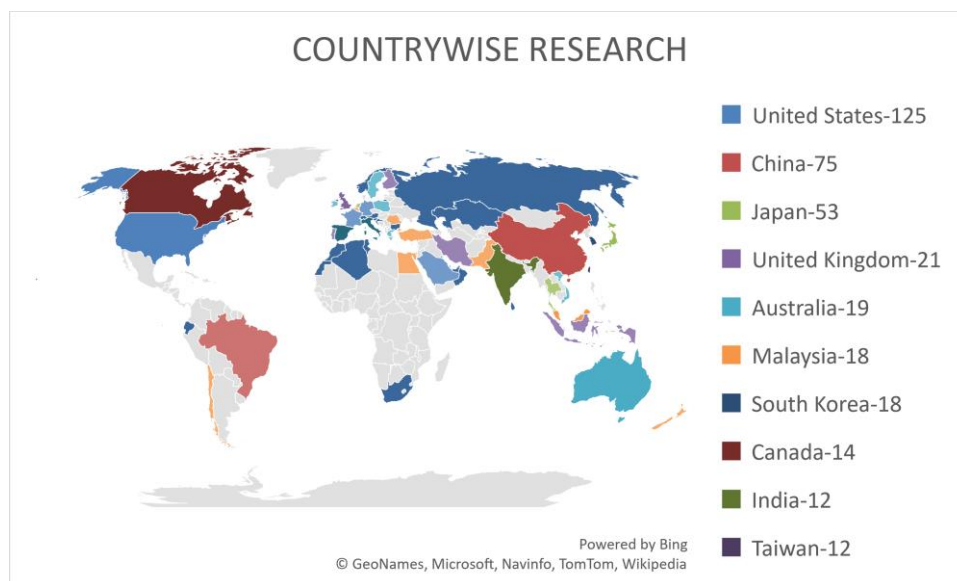 COUNTRYWISE RESEARCH
United States-125
China-75
Japan-53
United Kingdom-21
Australia-19
Malaysia-18
South Korea-18
Canada-14
India-12
Taiwan-12
Powered by Bing
© GeoNames, Microsoft, Navinfo, TomTom, Wikipedia